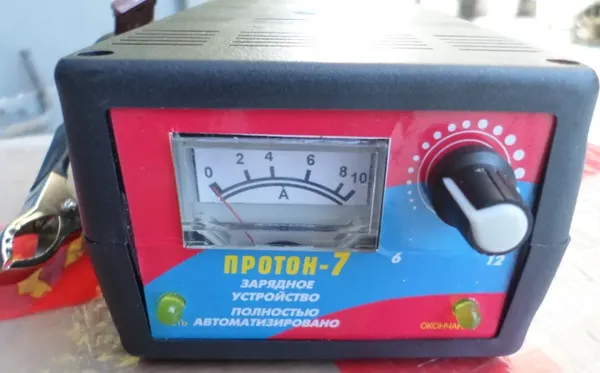 0 2 4 6 8 10
A
6
12
ПРОТОН-7
ЗАРЯДНОЕ
УСТРОЙСТВО
ПОЛНОСТЬЮ
АВТОМАТИЗИРОВАНО